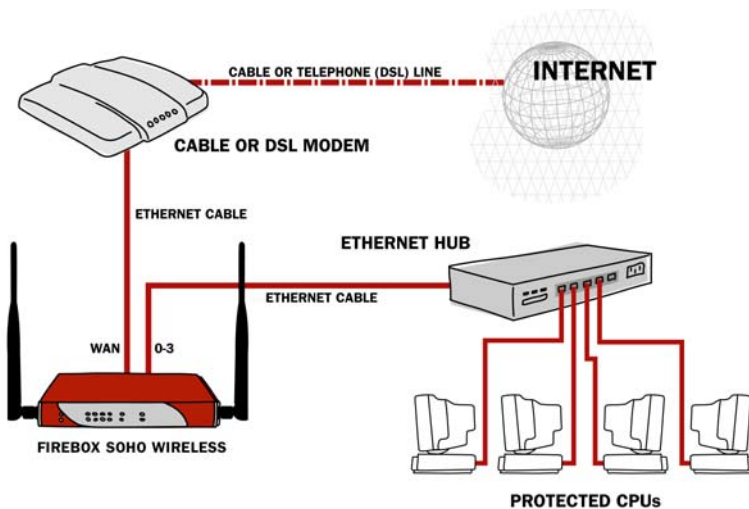 CABLE OR TELEPHONE (DSL) LINE
INTERNET
CABLE OR DSL MODEM
ETHERNET CABLE
ETHERNET HUB
ETHERNET CABLE
WAN
0-3
FIREBOX SOHO WIRELESS
PROTECTED CPUs